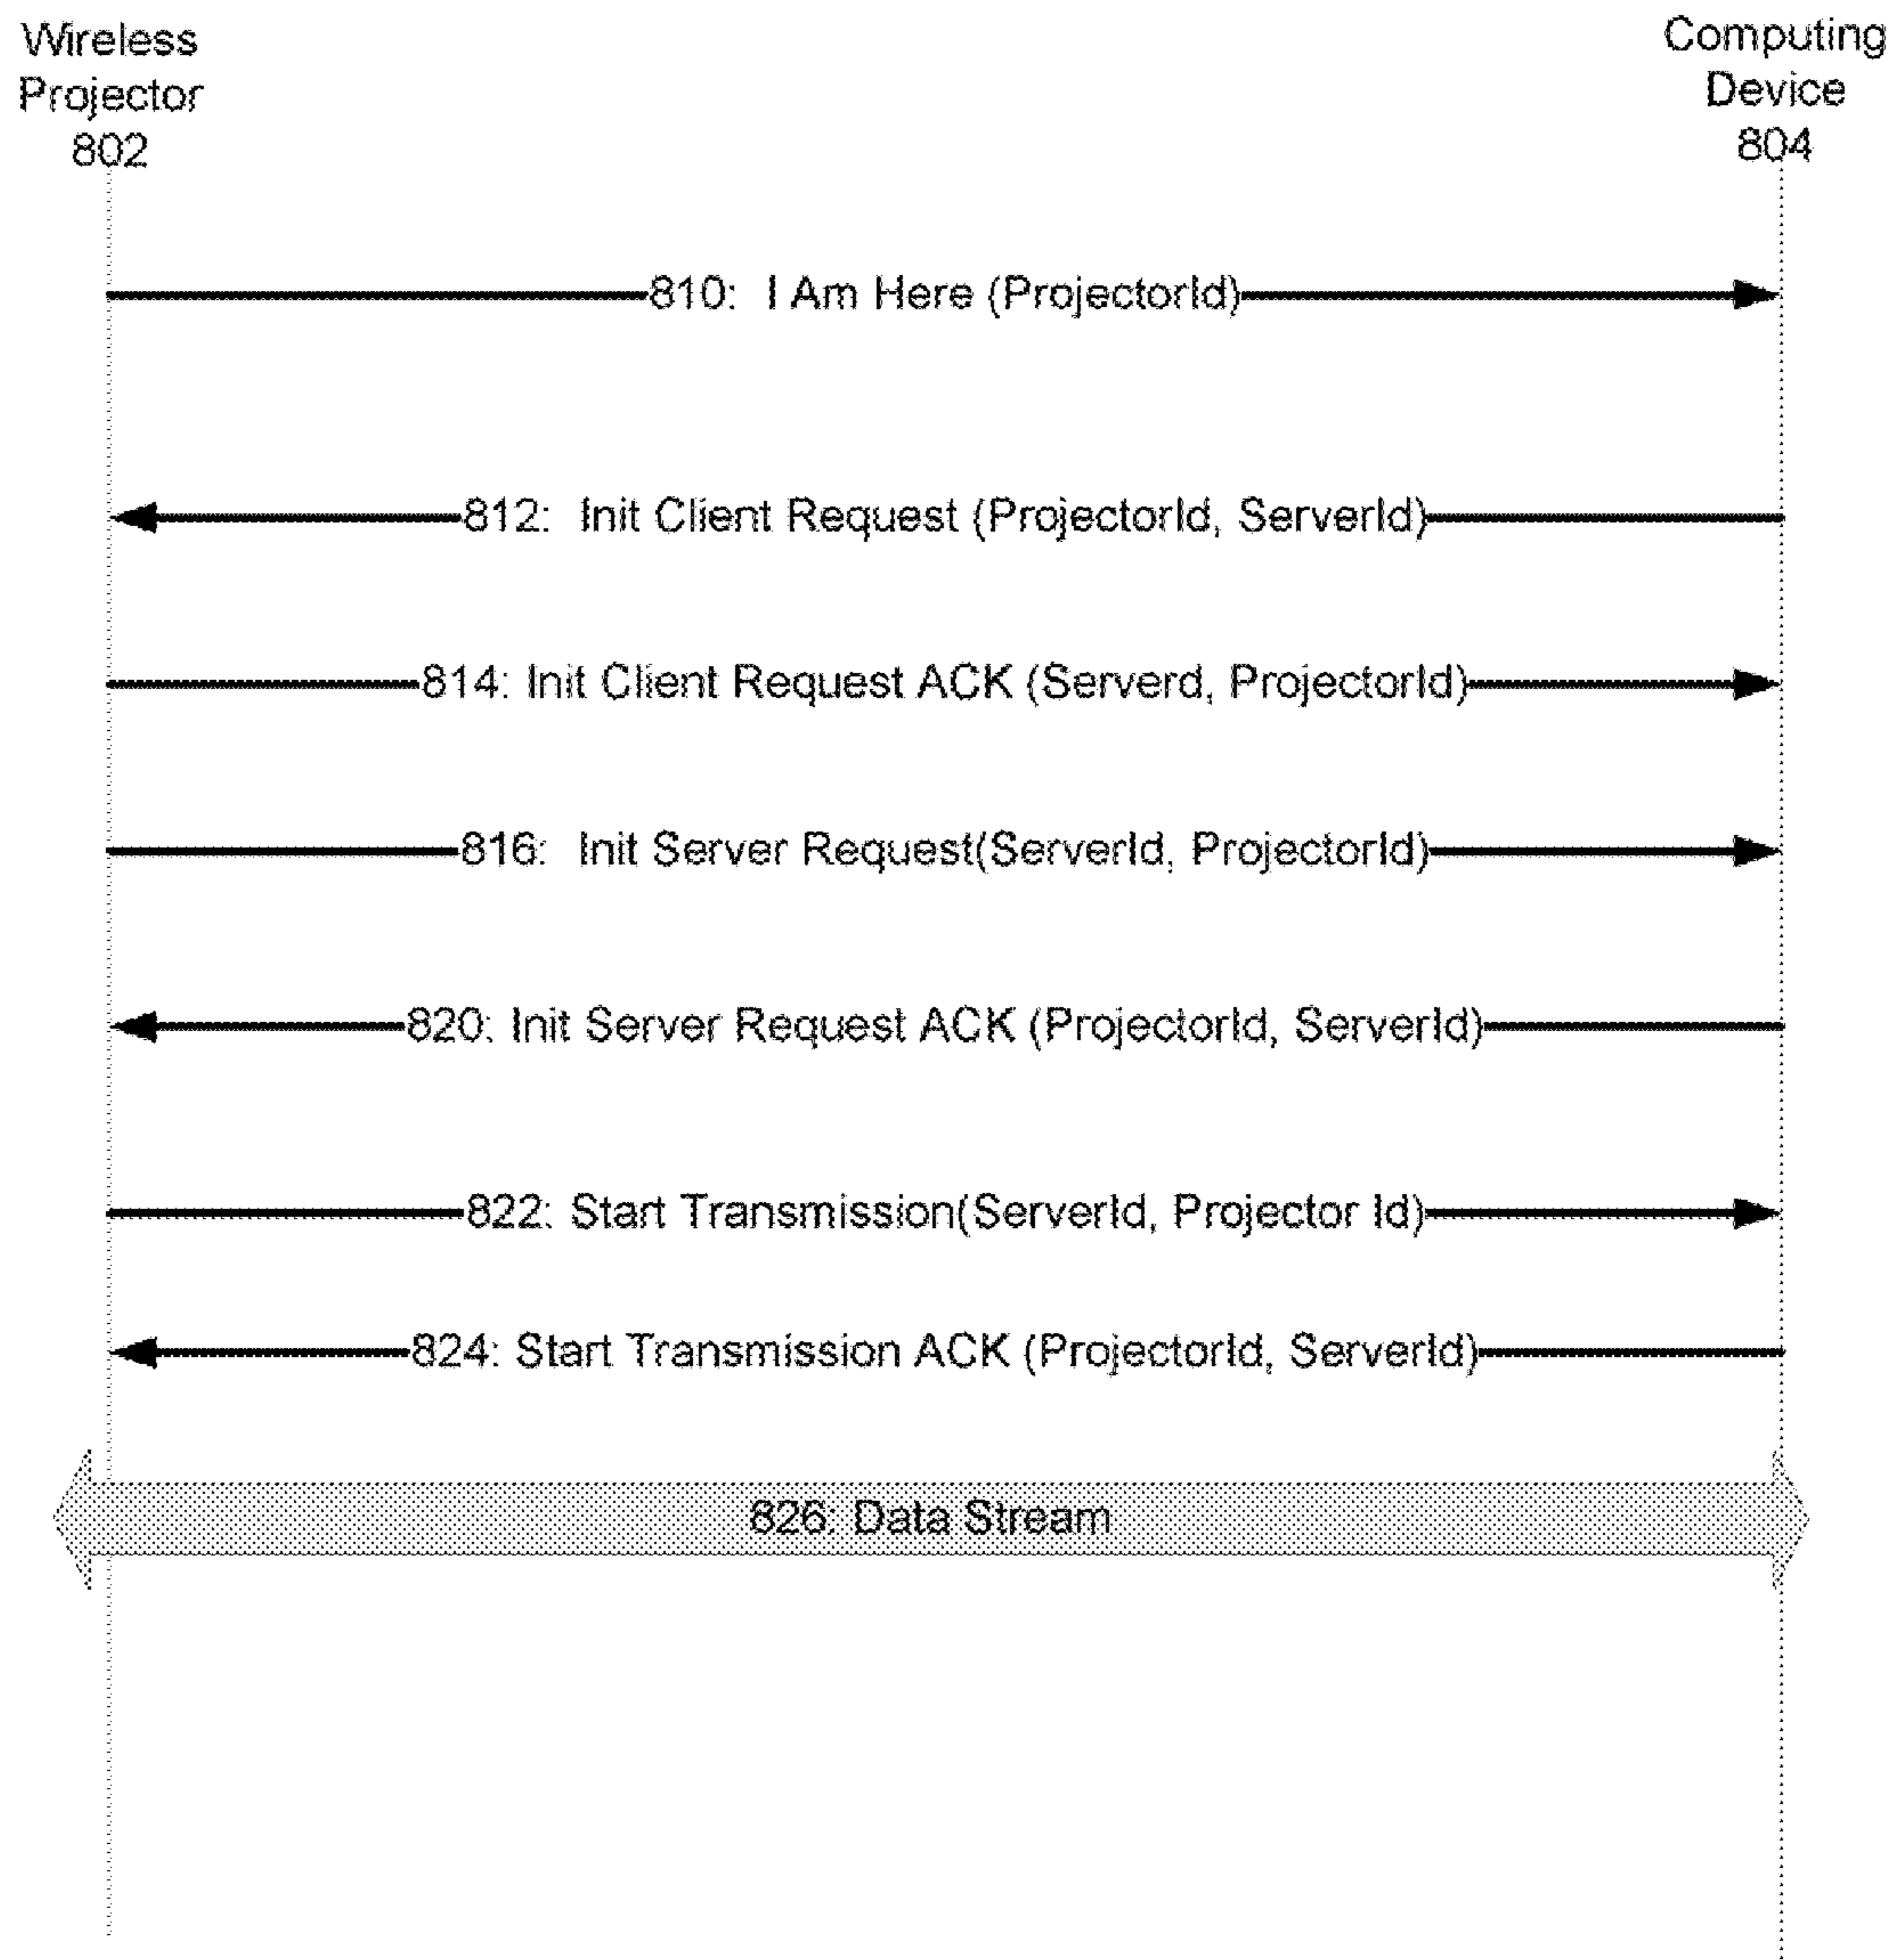 Wireless
Projector
802
Computing
Device
804
810: I Am Here (ProjectorId)
812: Init Client Request (ProjectorId, ServerId)
814: Init Client Request ACK (Serverd, ProjectorId)
816: Init Server Request(ServerId, ProjectorId)
820: Init Server Request ACK (ProjectorId, ServerId)
822: Start Transmission(ServerId, Projector Id)
824: Start Transmission ACK (ProjectorId, ServerId)
826: Data Stream